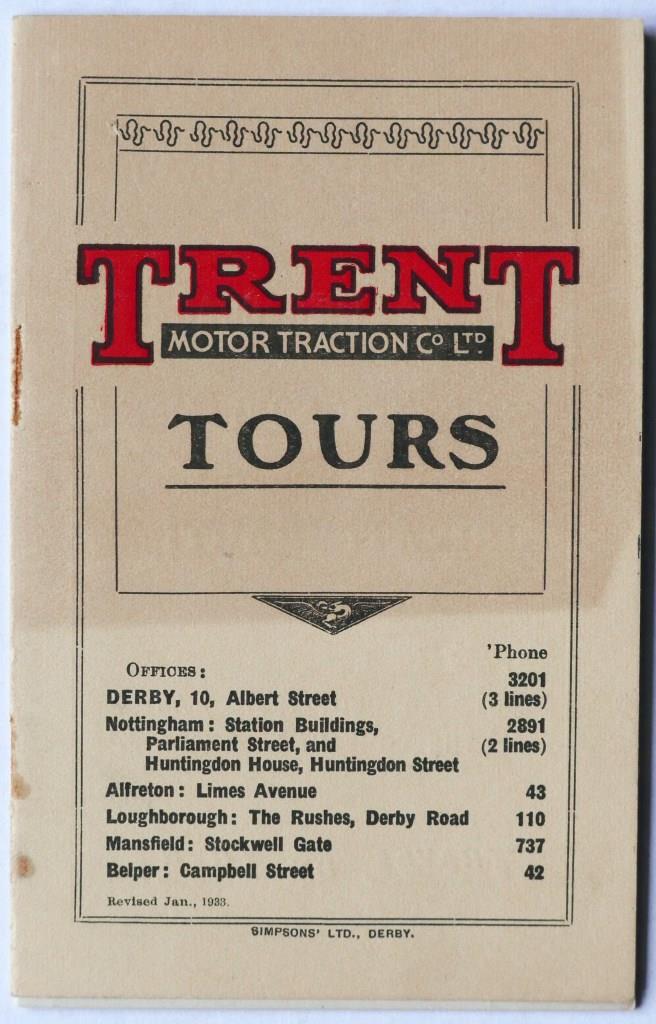 TRENT
MOTOR TRACTION Co LTD.
TOURS
'Phone
OFFICES:
3201
DERBY, 10, Albert Street (3 lines)
Nottingham: Station Buildings, 2891
Parliament Street, and (2 lines)
Huntingdon House, Huntingdon Street
Alfreton: Limes Avenue 43
Loughborough: The Rushes, Derby Road 110
Mansfield: Stockwell Gate 737
Belper: Campbell Street 42
Revised Jan., 1933.
SIMPSONS' LTD., DERBY.